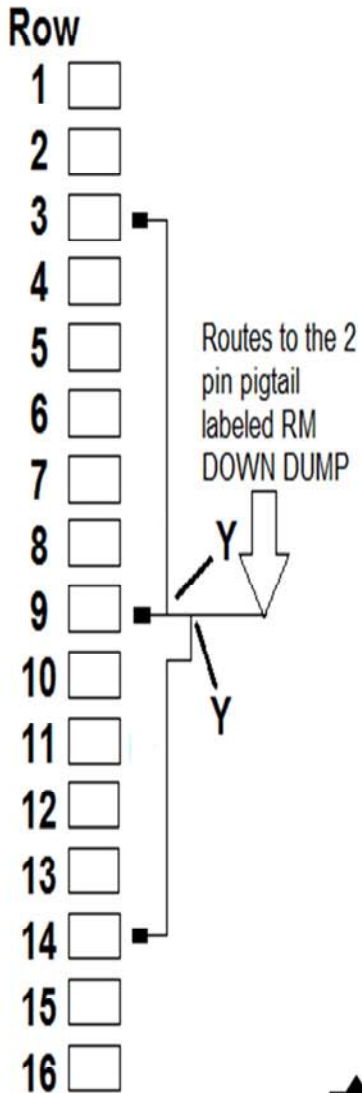 Row
1
2
3
4
5
Routes to the 2
pin pigtail
labeled RM
DOWN DUMP
6
7
8
Y
9
10
Y
11
12
13
14
15
16